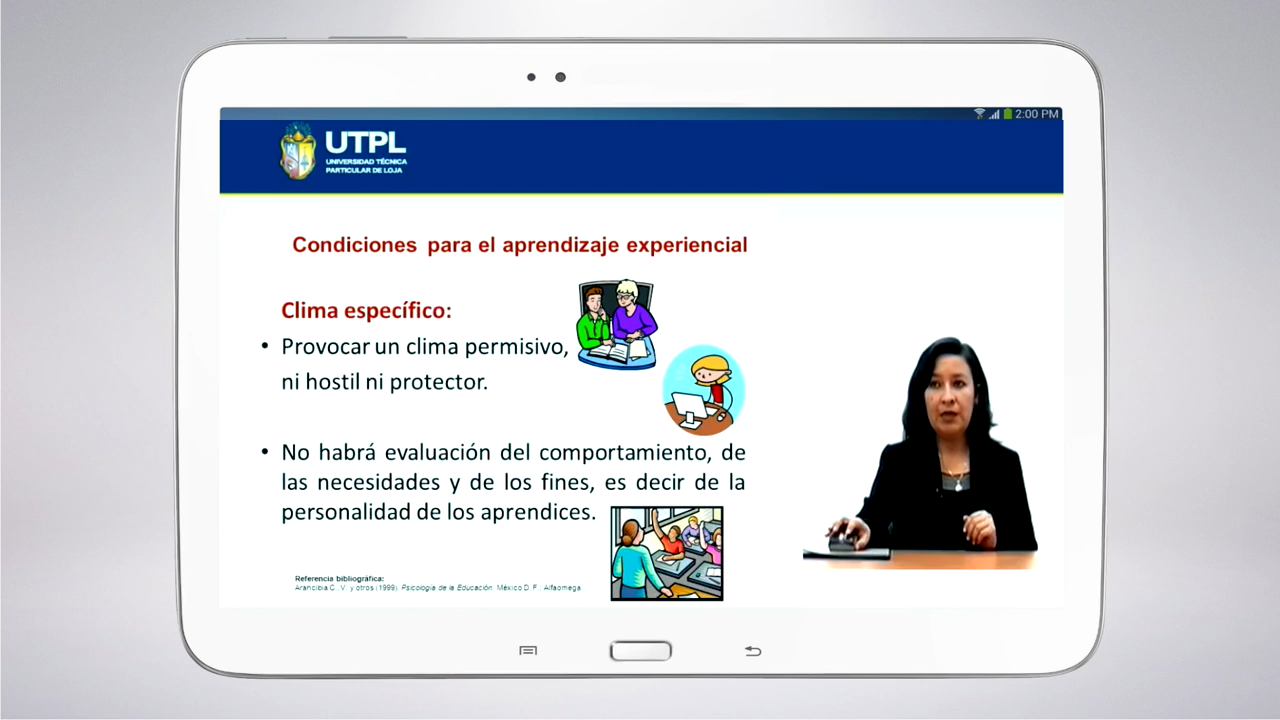 2:00 PM
UTPL
UNIVERSIDAD TÉCNICA
PARTICULAR DE LOJA
Condiciones para el aprendizaje experiencial
Clima específico:
• Provocar un clima permisivo,
ni hostil ni protector.
• No habrá evaluación del comportamiento, de
las necesidades y de los fines, es decir de la
personalidad de los aprendices.
Referencia bibliográfica:
Arancibia C., V. y otros (1999). Psicología de la Educación. México D. F.: Alfaomega